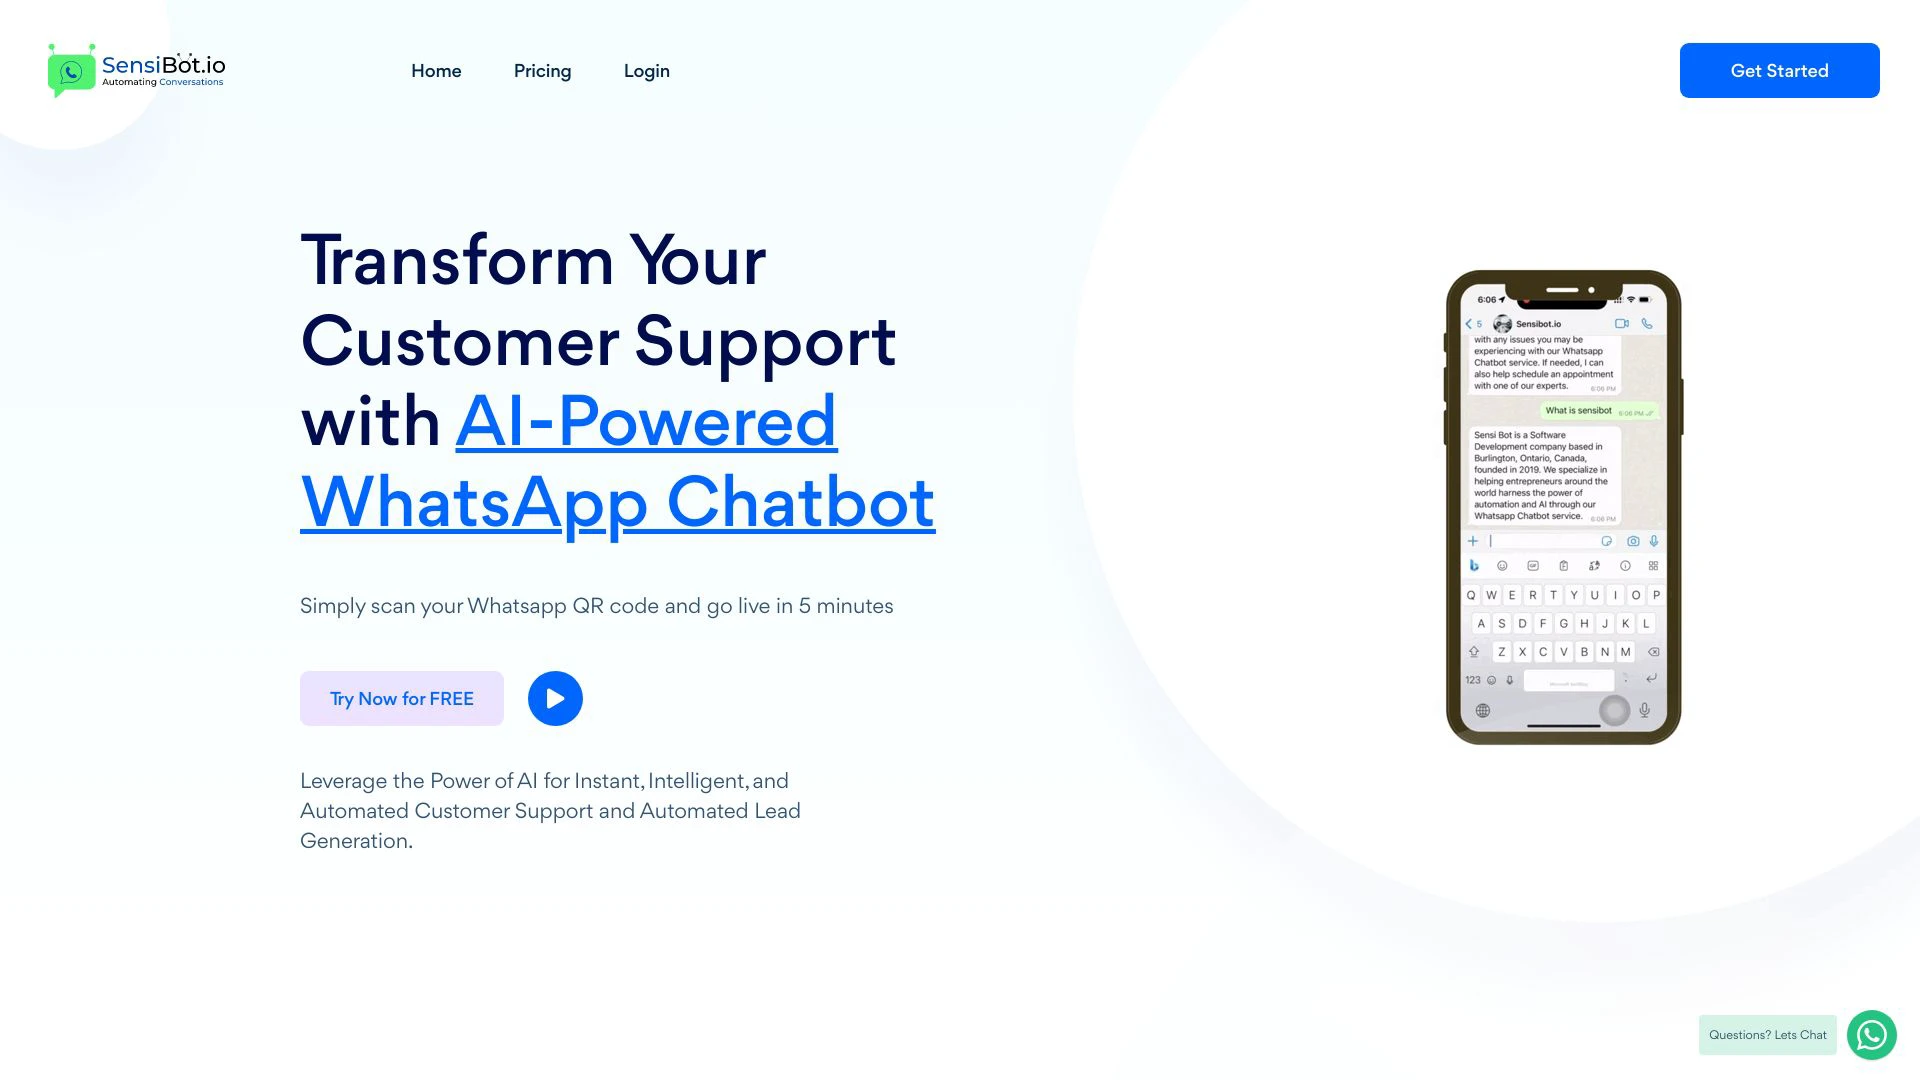 SensiBot.io
Automating Conversations
Home
Pricing
Login
Get Started
Transform Your
Customer Support
with AI-Powered
WhatsApp Chatbot
Simply scan your Whatsapp QR code and go live in 5 minutes
Try Now for FREE
Leverage the Power of AI for Instant, Intelligent, and
Automated Customer Support and Automated Lead
Generation.
6:06
5
Sensibot.io
with any issues you may be
experiencing with our Whatsapp
Chatbot service. If needed, I can
also help schedule an appointment
with one of our experts.
6:06 PM
What is sensibot
6:06 PM
Sensi Bot is a Software
Development company based in
Burlington, Ontario, Canada,
founded in 2019. We specialize in
helping entrepreneurs around the
world harness the power of
automation and AI through our
Whatsapp Chatbot service.
6:06 PM
GIF
Q W E R T Y U I O P
A S D F G H J K L
Z X C V B N M
123
Questions? Lets Chat